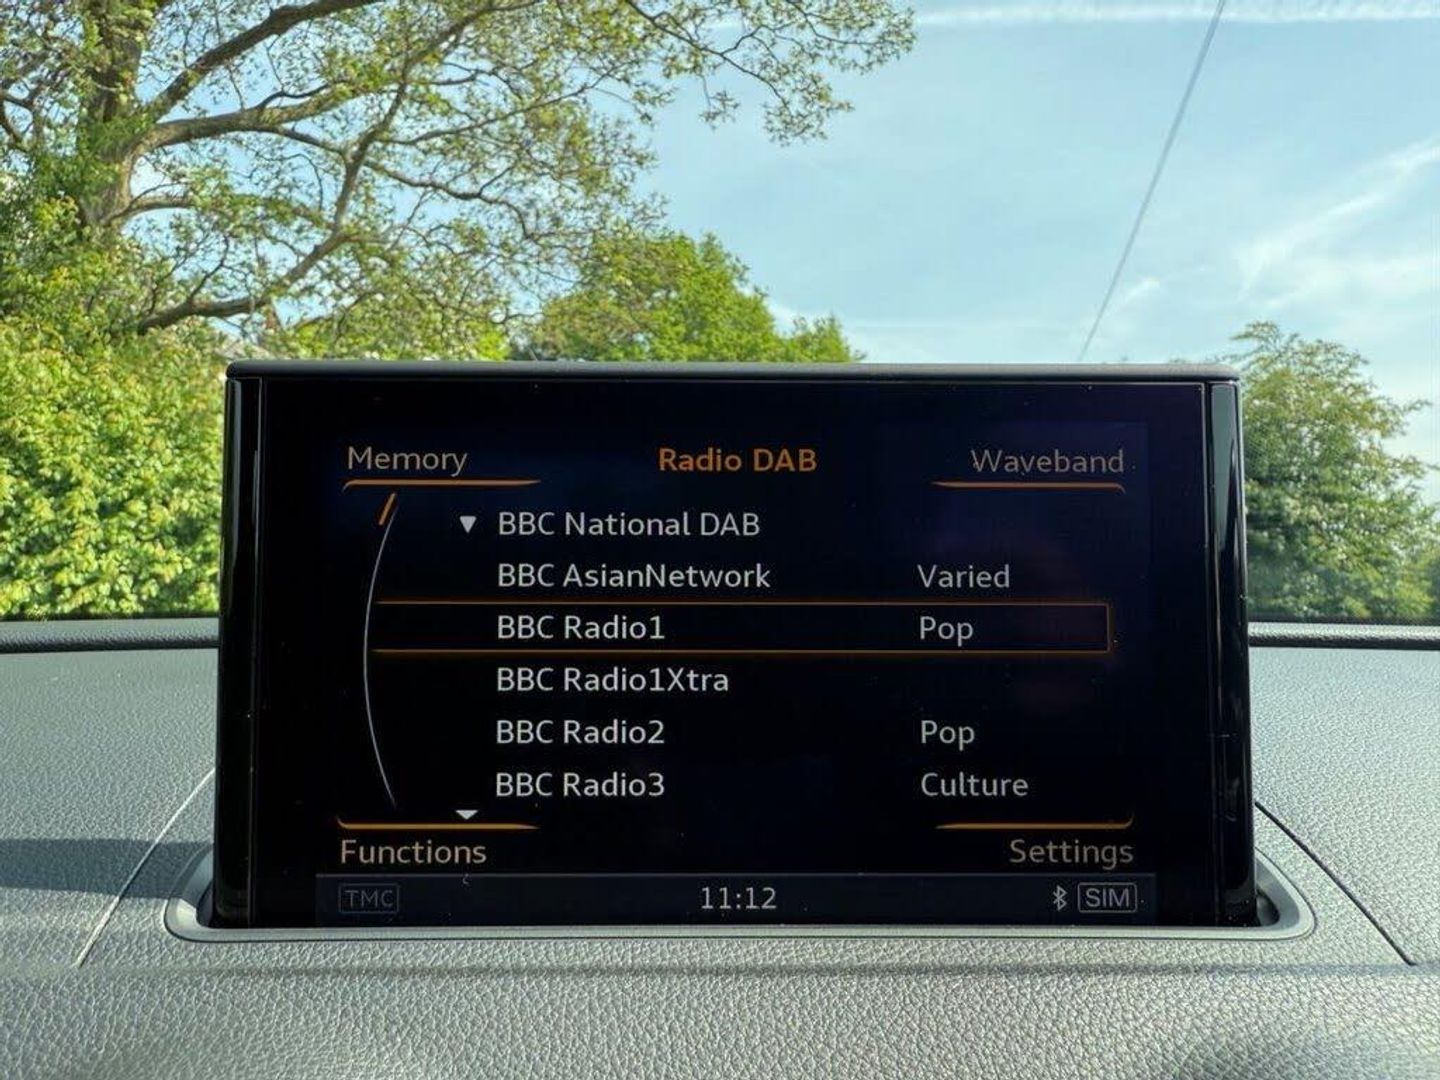 Memory Radio DAB Waveband
BBC National DAB
BBC AsianNetwork Varied
BBC Radio1 Pop
BBC Radio1Xtra
BBC Radio2 Pop
BBC Radio3 Culture
Functions Settings
TMC 11:12 SIM